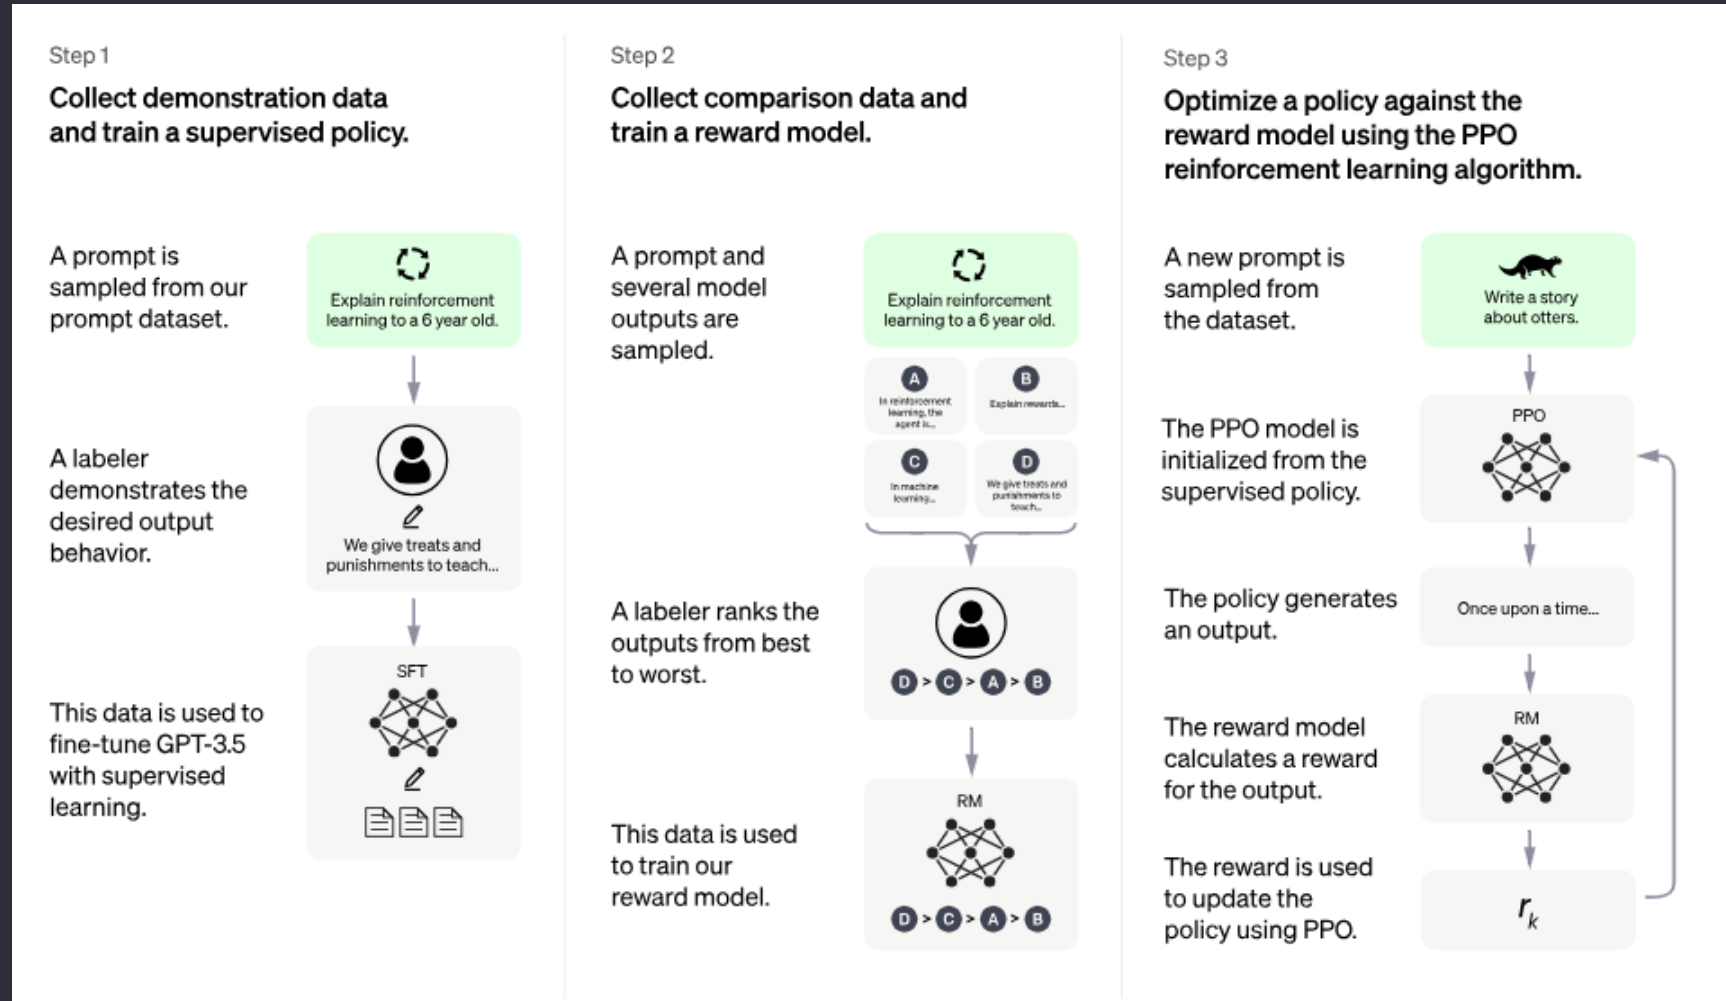 Step 1
Collect demonstration data
and train a supervised policy.
A prompt is
sampled from our
prompt dataset.
Explain reinforcement
learning to a 6 year old.
A labeler
demonstrates the
desired output
behavior.
We give treats and
punishments to teach...
This data is used to
fine-tune GPT-3.5
with supervised
learning.
SFT
Step 2
Collect comparison data and
train a reward model.
A prompt and
several model
outputs are
sampled.
Explain reinforcement
learning to a 6 year old.
A
In reinforcement
learning, the
agent is...
B
Explain rewards...
C
In machine
learning...
D
We give treats and
punishments to
teach...
A labeler ranks the
outputs from best
to worst.
D > C > A > B
This data is used
to train our
reward model.
RM
D > C > A > B
Step 3
Optimize a policy against the
reward model using the PPO
reinforcement learning algorithm.
A new prompt is
sampled from
the dataset.
Write a story
about otters.
The PPO model is
initialized from the
supervised policy.
PPO
The policy generates
an output.
Once upon a time...
The reward model
calculates a reward
for the output.
RM
The reward is used
to update the
policy using PPO.
rk